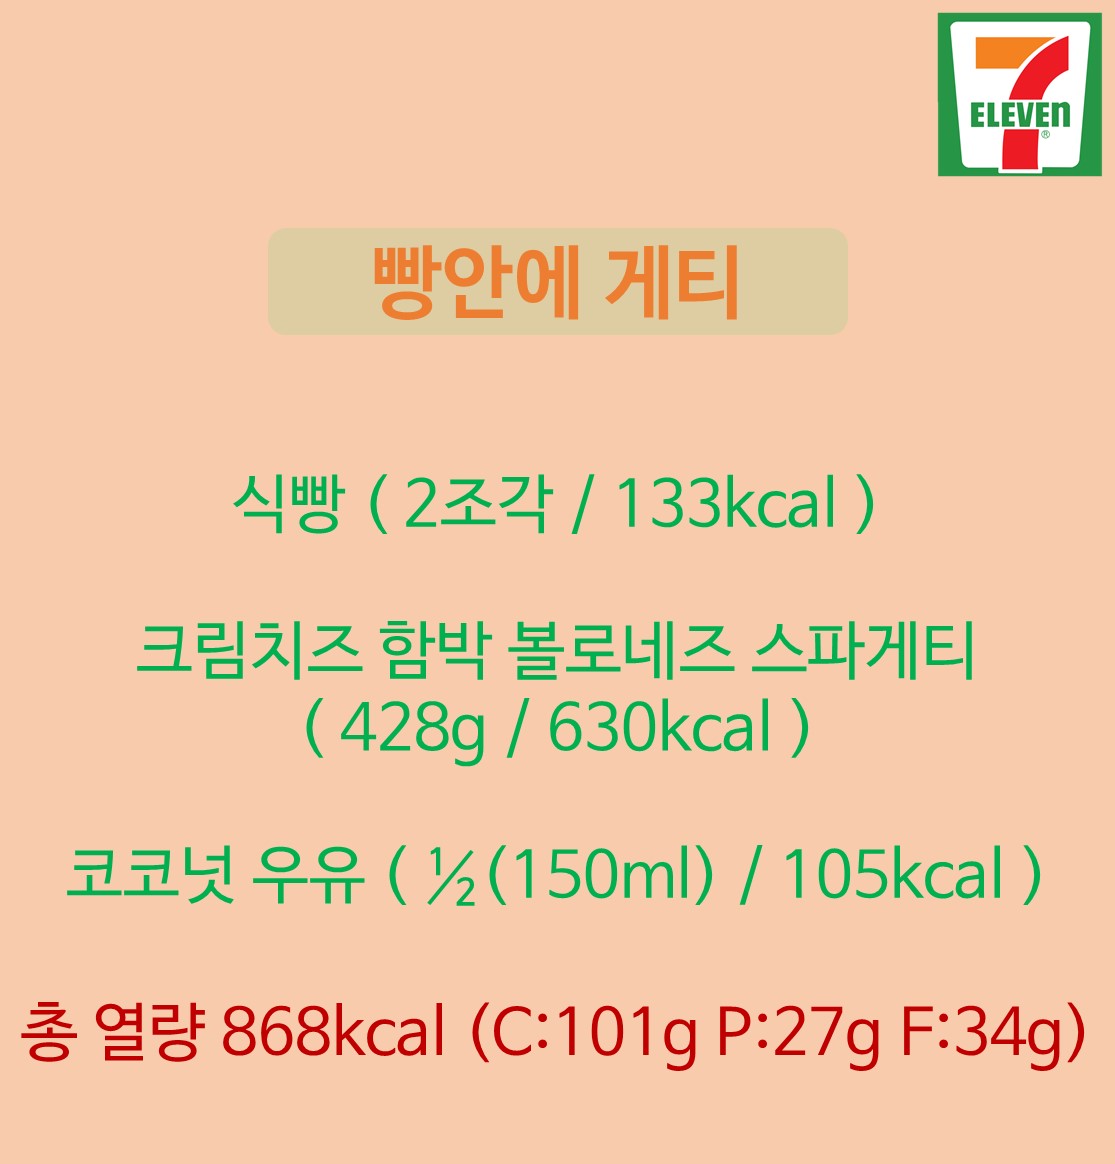 7
ELEVEn
®
빵안에 게티
식빵 ( 2조각 / 133kcal )
크림치즈 함박 볼로네즈 스파게티
( 428g / 630kcal )
코코넛 우유 ( ½(150ml) / 105kcal )
총 열량 868kcal (C:101g P:27g F:34g)